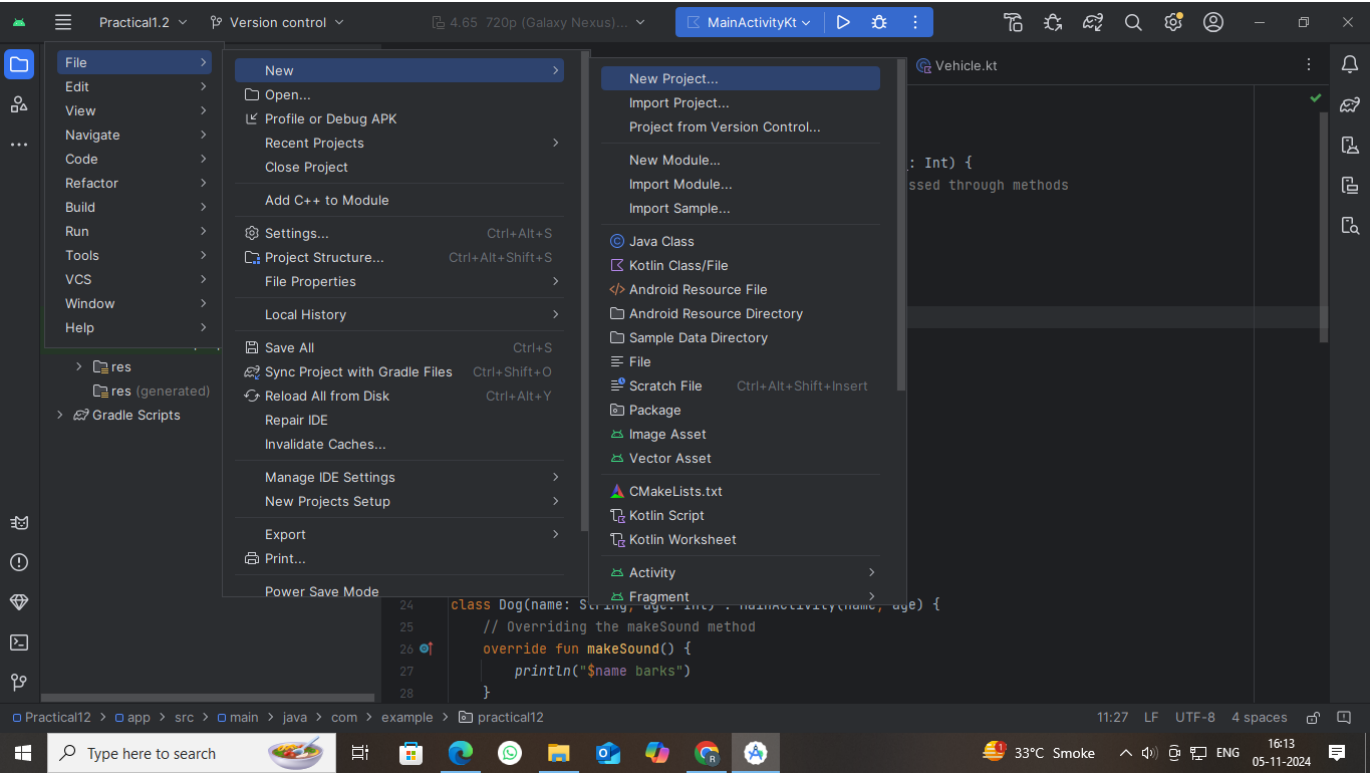 Practical1.2
Version control
4.65 720p (Galaxy Nexus)...
MainActivityKt
File
Edit
View
Navigate
Code
Refactor
Build
Run
Tools
VCS
Window
Help
res
res (generated)
Gradle Scripts
New
Open...
Profile or Debug APK
Recent Projects
Close Project
Add C++ to Module
Settings... Ctrl+Alt+S
Project Structure... Ctrl+Alt+Shift+S
File Properties
Local History
Save All Ctrl+S
Sync Project with Gradle Files Ctrl+Shift+O
Reload All from Disk Ctrl+Alt+Y
Repair IDE
Invalidate Caches...
Manage IDE Settings
New Projects Setup
Export
Print...
Power Save Mode
New Project...
Import Project...
Project from Version Control...
New Module...
Import Module...
Import Sample...
Java Class
Kotlin Class/File
Android Resource File
Android Resource Directory
Sample Data Directory
File
Scratch File Ctrl+Alt+Shift+Insert
Package
Image Asset
Vector Asset
CMakeLists.txt
Kotlin Script
Kotlin Worksheet
Activity
Fragment
Vehicle.kt
: Int) {
ssed through methods
24 class Dog(name: String, age: Int) : MainActivity(name, age) {
25 // Overriding the makeSound method
26 override fun makeSound() {
27 println("$name barks")
28 }
Practical12 > app > src > main > java > com > example > practical12
11:27 LF UTF-8 4 spaces
Type here to search
33°C Smoke
ENG
16:13
05-11-2024